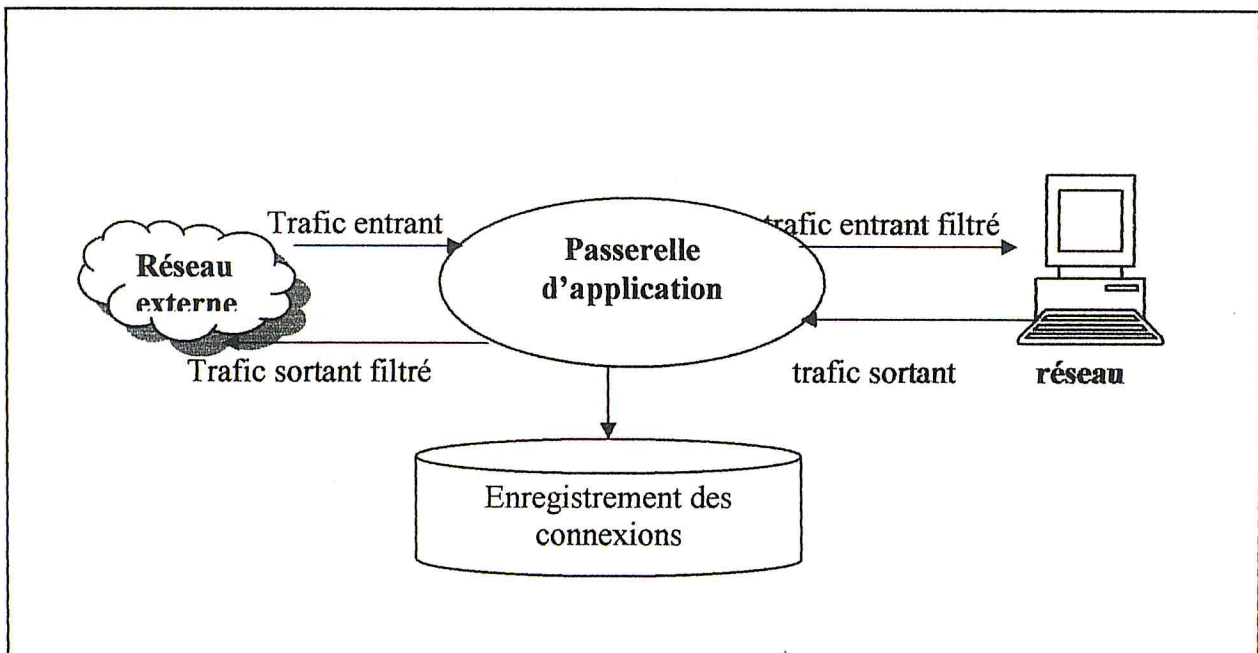 Trafic entrant
trafic entrant filtré
Réseau
externe
Passerelle
d'application
Trafic sortant filtré
trafic sortant
réseau
Enregistrement des
connexions